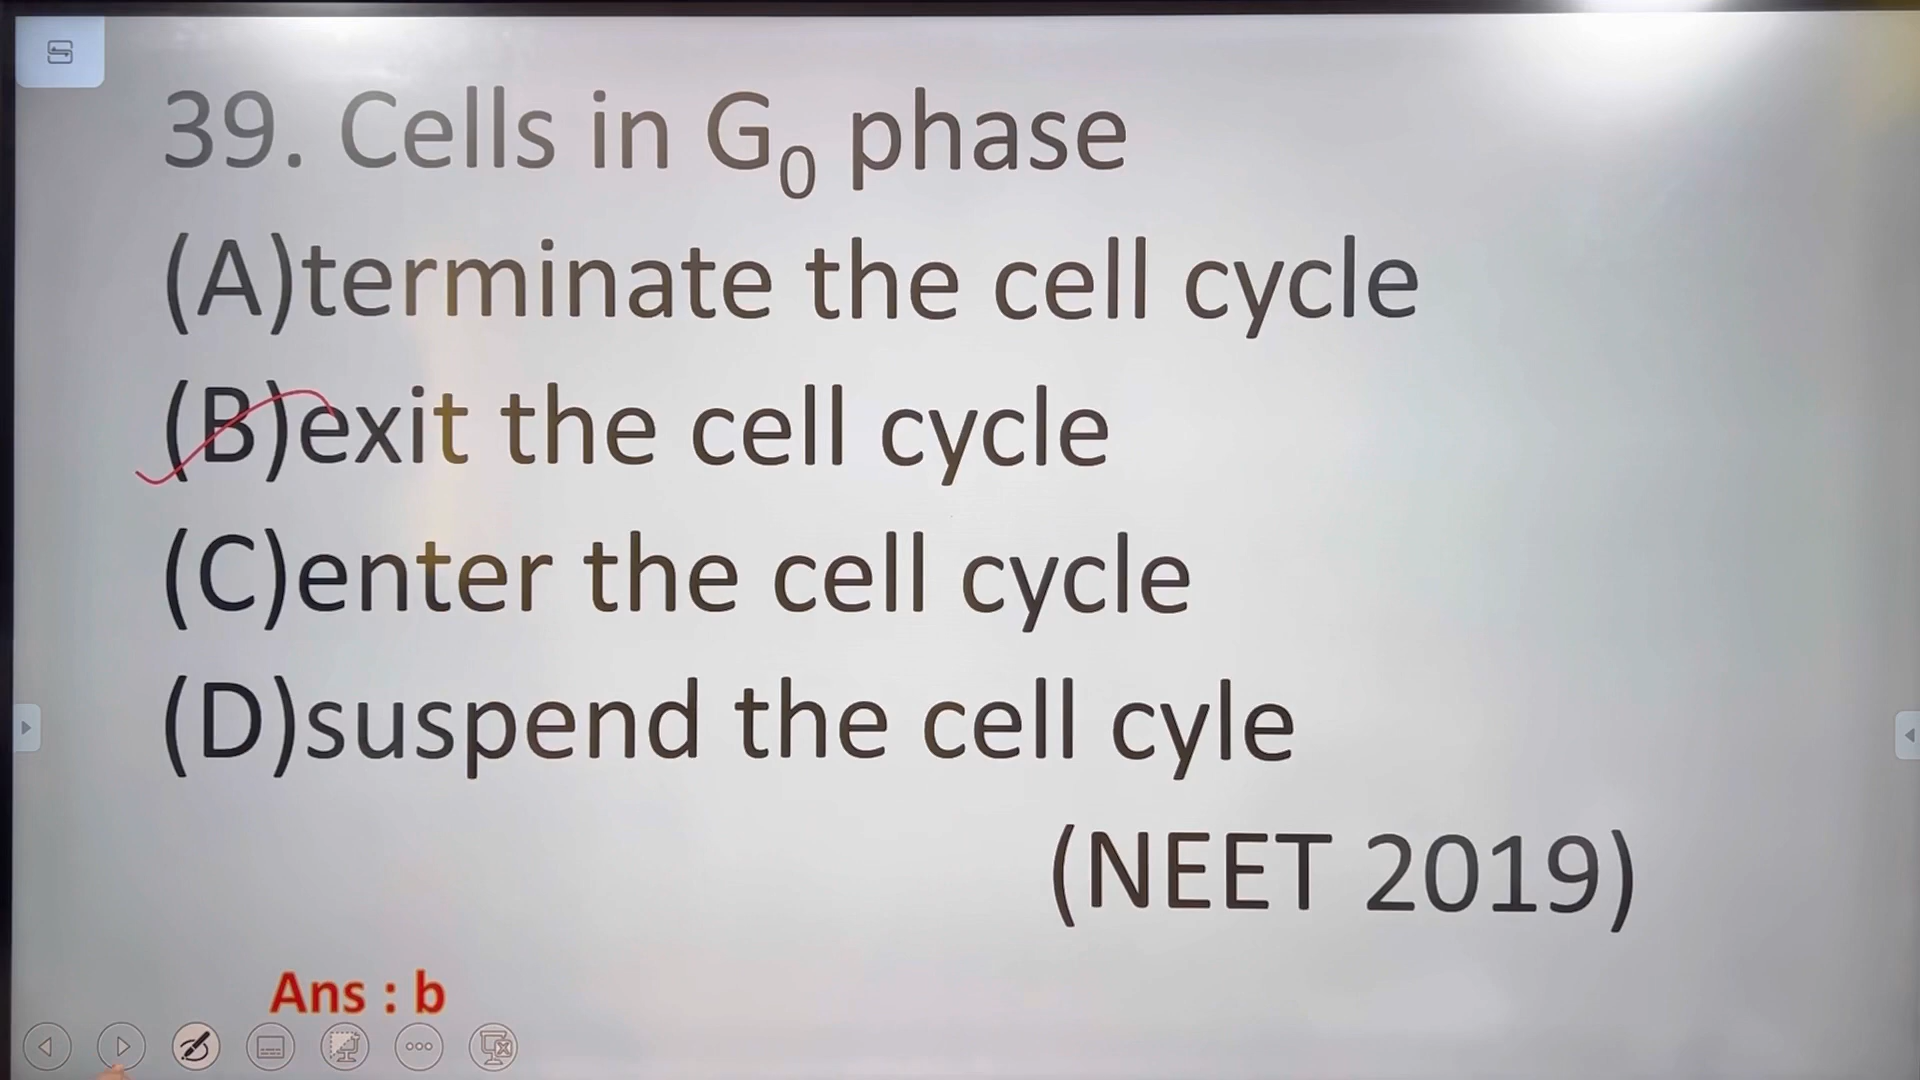 39. Cells in G₀ phase
(A)terminate the cell cycle
(B)exit the cell cycle
(C)enter the cell cycle
(D)suspend the cell cyle
(NEET 2019)
Ans : b